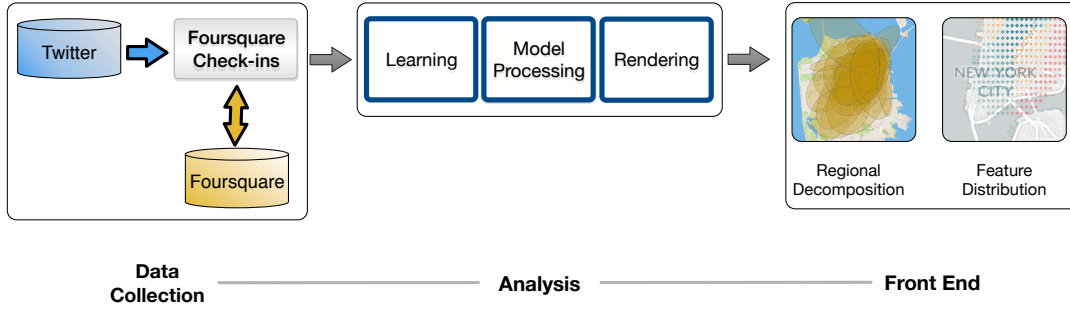 Twitter
Foursquare
Check-ins
Foursquare
Learning
Model
Processing
Rendering
NEW YORK
CITY
Regional
Decomposition
Feature
Distribution
Data
Collection
Analysis
Front End